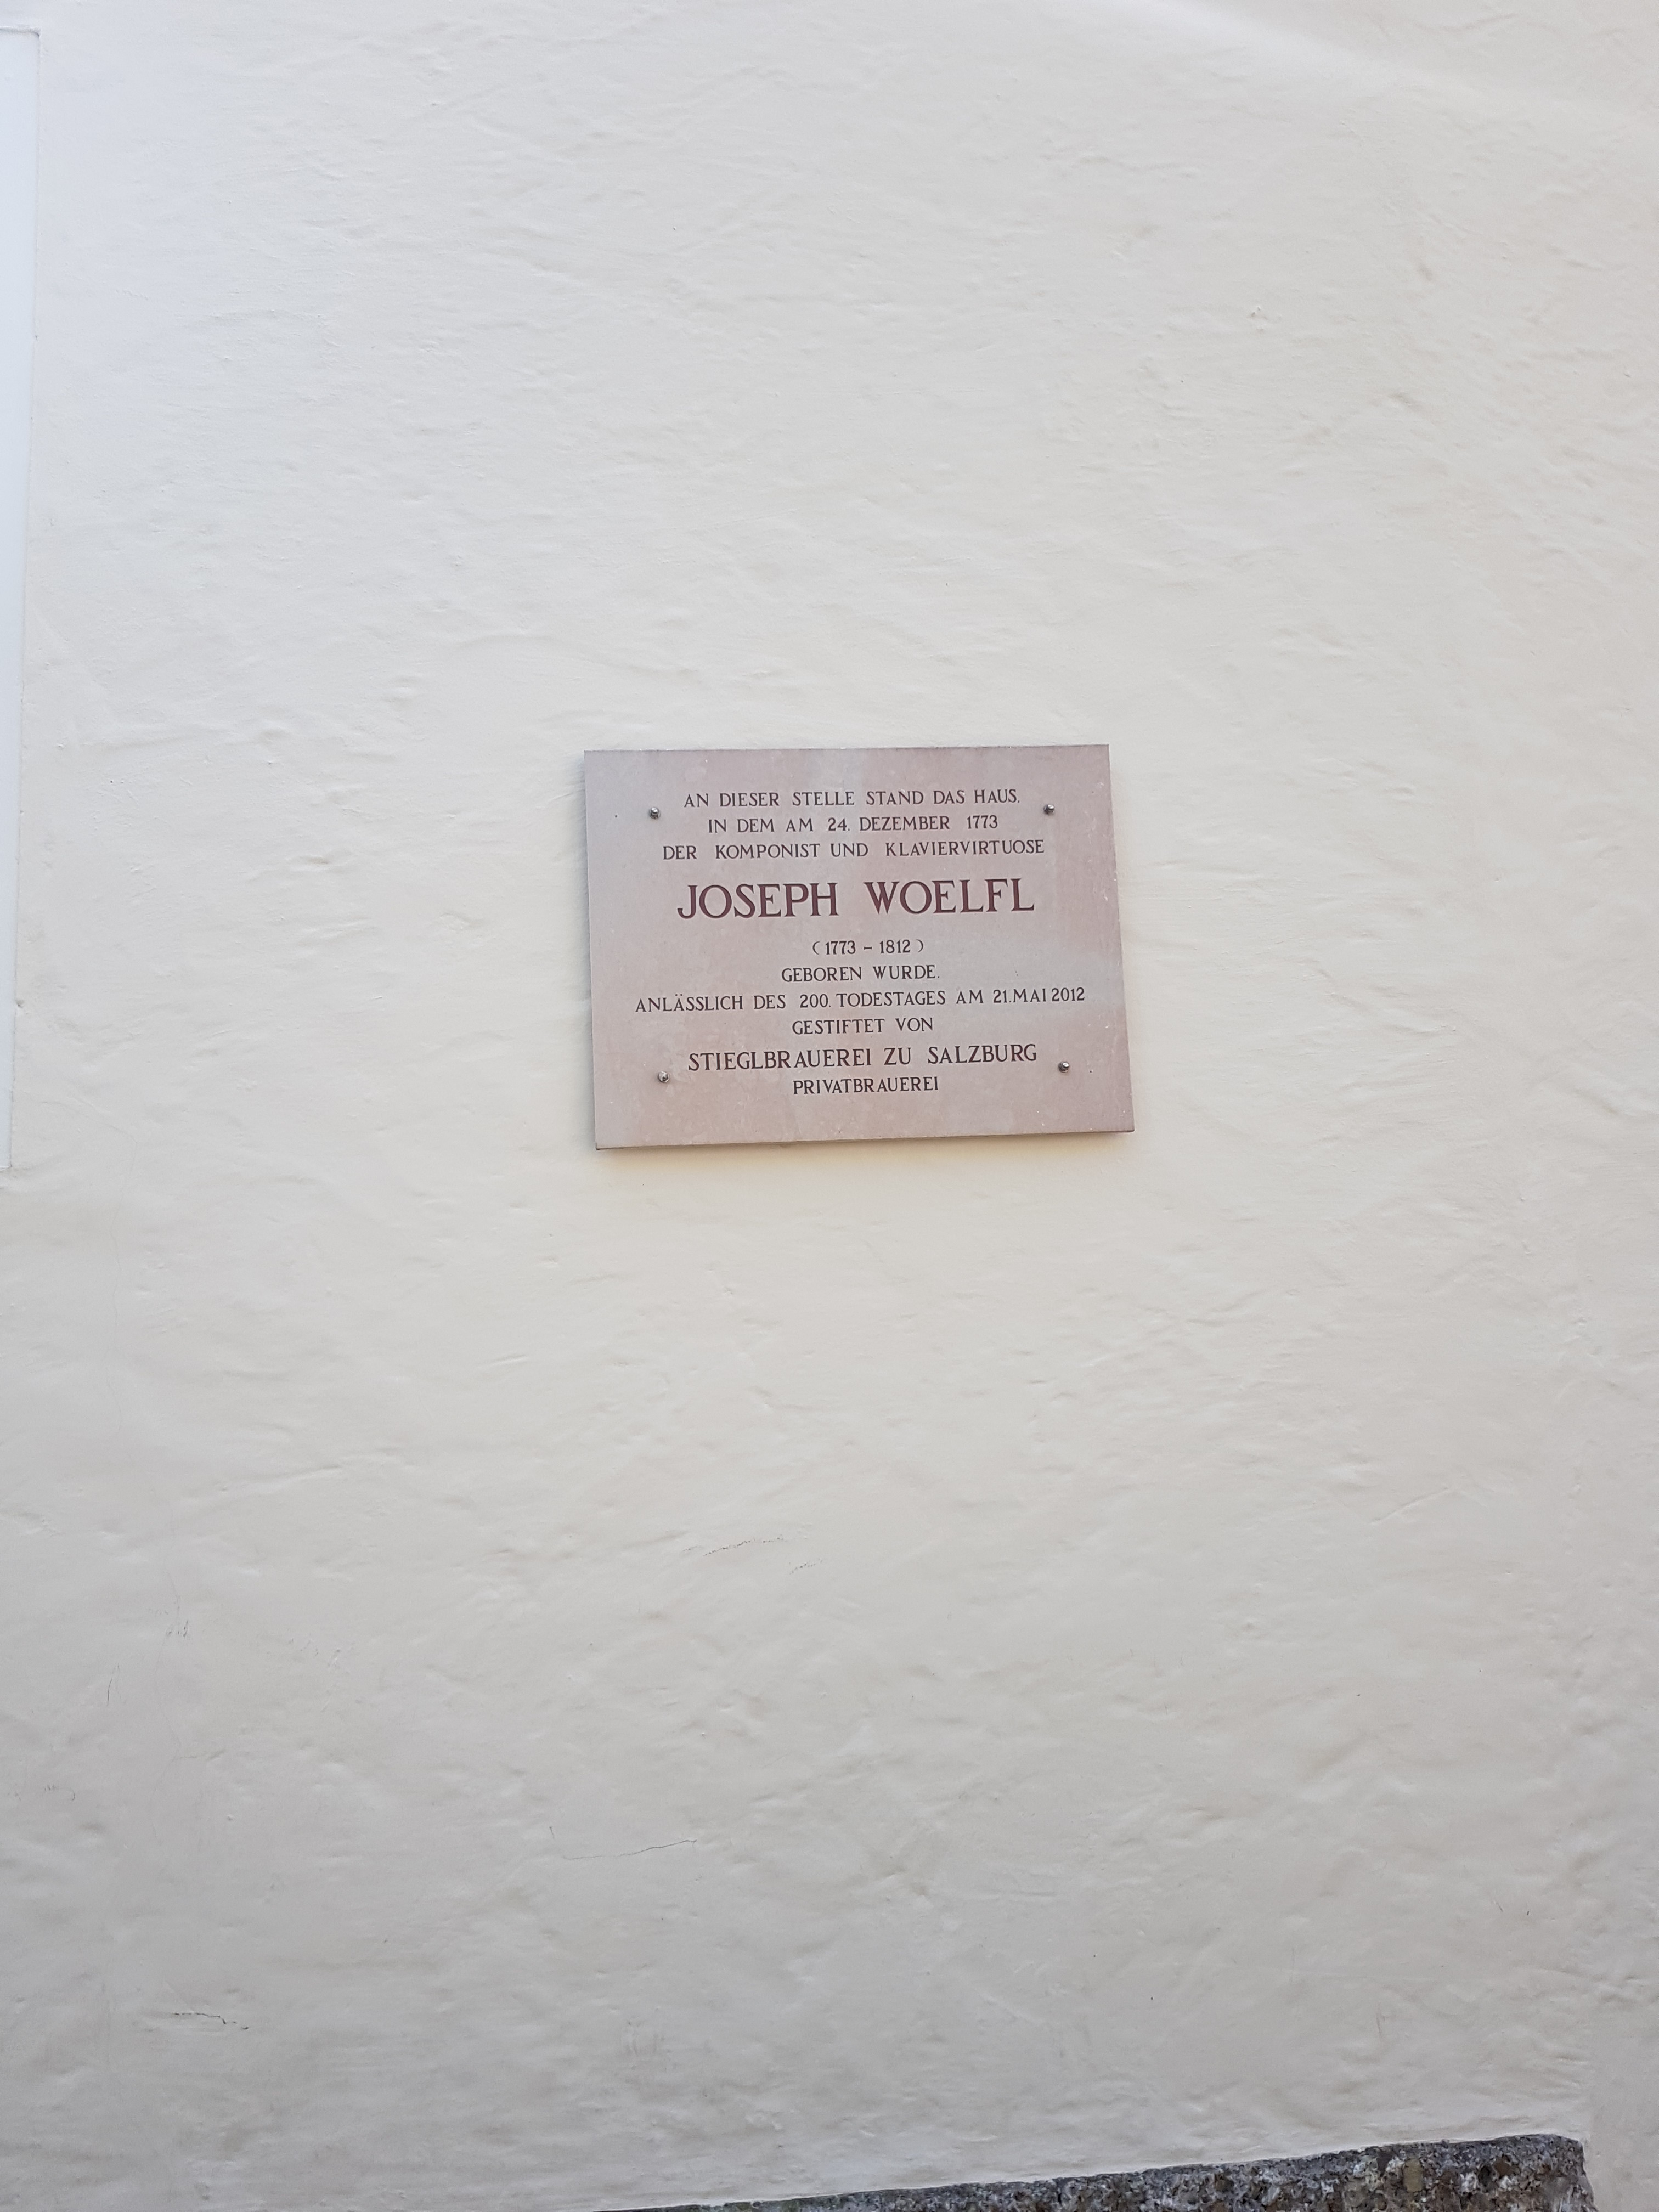 AN DIESER STELLE STAND DAS HAUS,
IN DEM AM 24. DEZEMBER 1773
DER KOMPONIST UND KLAVIERVIRTUOSE
JOSEPH WOELFL
(1773 – 1812)
GEBOREN WURDE.
ANLÄSSLICH DES 200. TODESTAGES AM 21. MAI 2012
GESTIFTET VON
STIEGLBRAUEREI ZU SALZBURG
PRIVATBRAUEREI